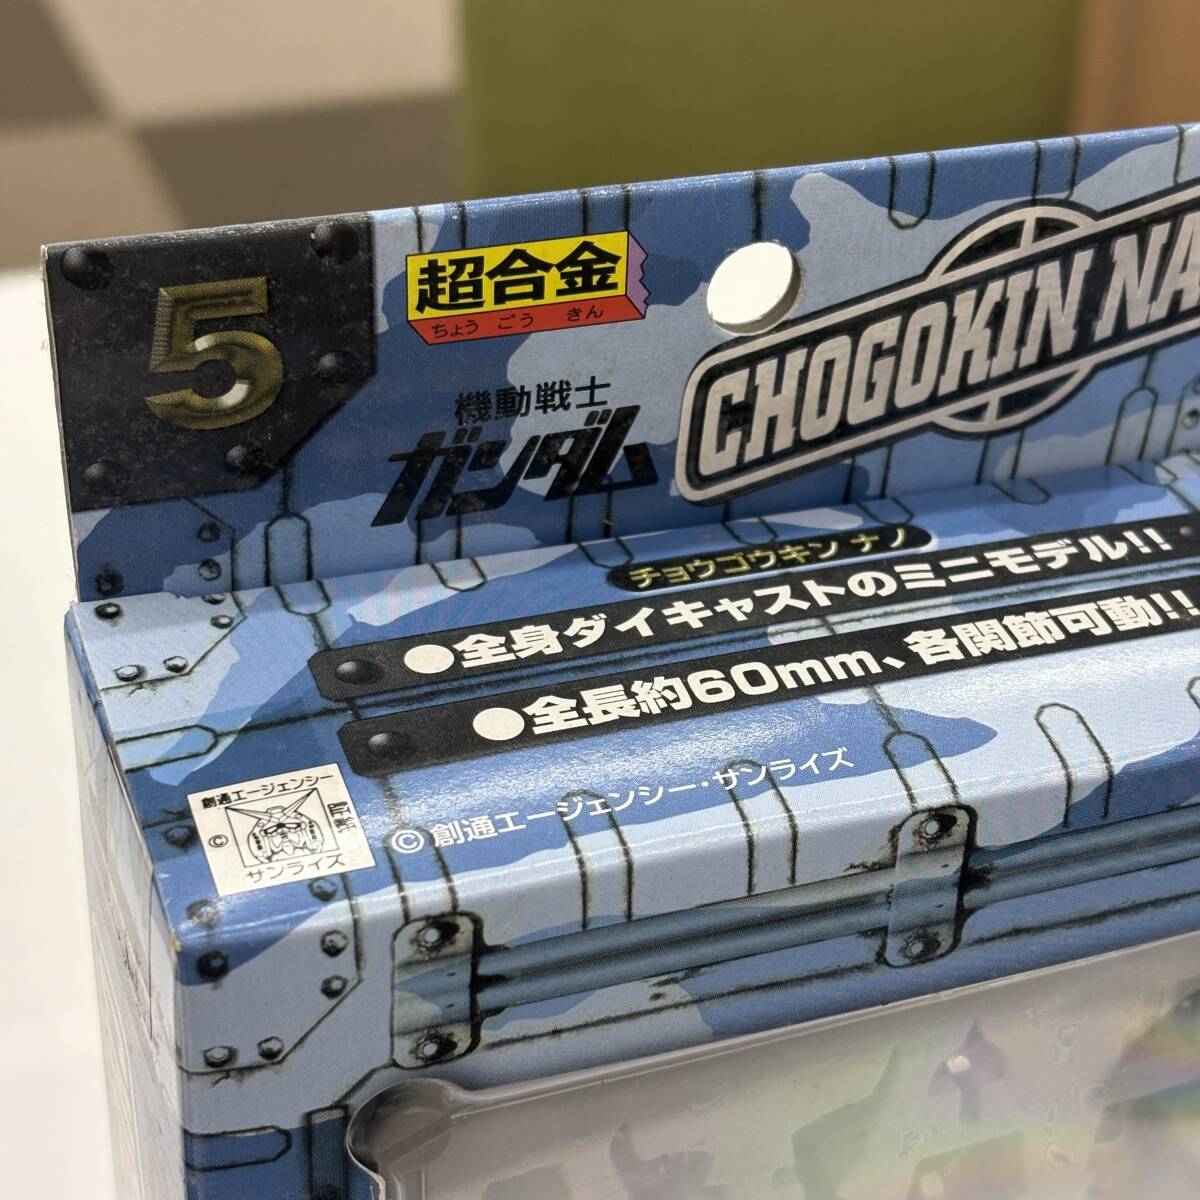 5
超合金
ちょう ごう きん
機動戦士
ガンダム
CHOGOKIN NA
チョウゴウキン ナノ
●全身ダイキャストのミニモデル!!
●全長約60mm、各関節可動!!
創通エージェンシー
©
サンライズ
© 創通エージェンシー・サンライズ